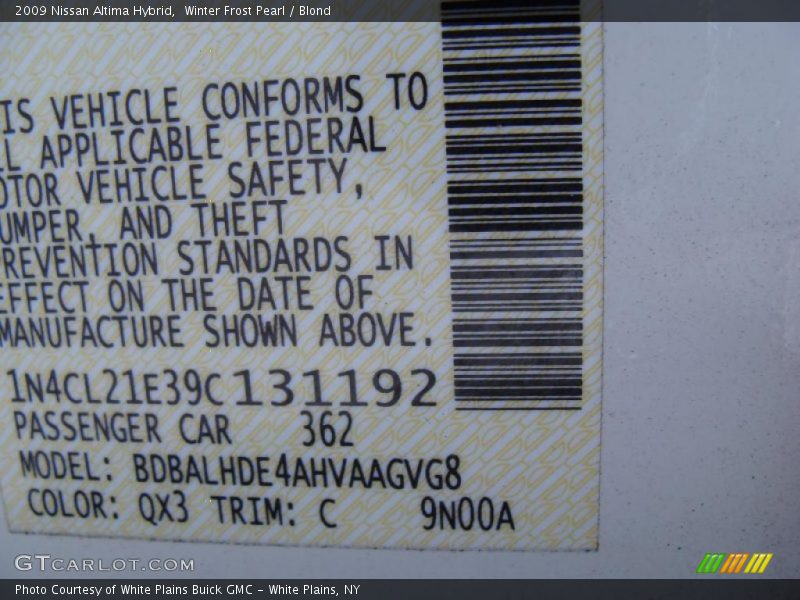 2009 Nissan Altima Hybrid,  Winter Frost Pearl / Blond
IS VEHICLE CONFORMS TO
L APPLICABLE FEDERAL
OTOR VEHICLE SAFETY,
UMPER, AND THEFT
REVENTION STANDARDS IN
EFFECT ON THE DATE OF
MANUFACTURE SHOWN ABOVE.
1N4CL21E39C131192
PASSENGER CAR 362
MODEL: BDBALHDE4AHVAAGVG8
COLOR: QX3 TRIM: C 9N00A
GTCARLOT.COM
Photo Courtesy of White Plains Buick GMC – White Plains, NY